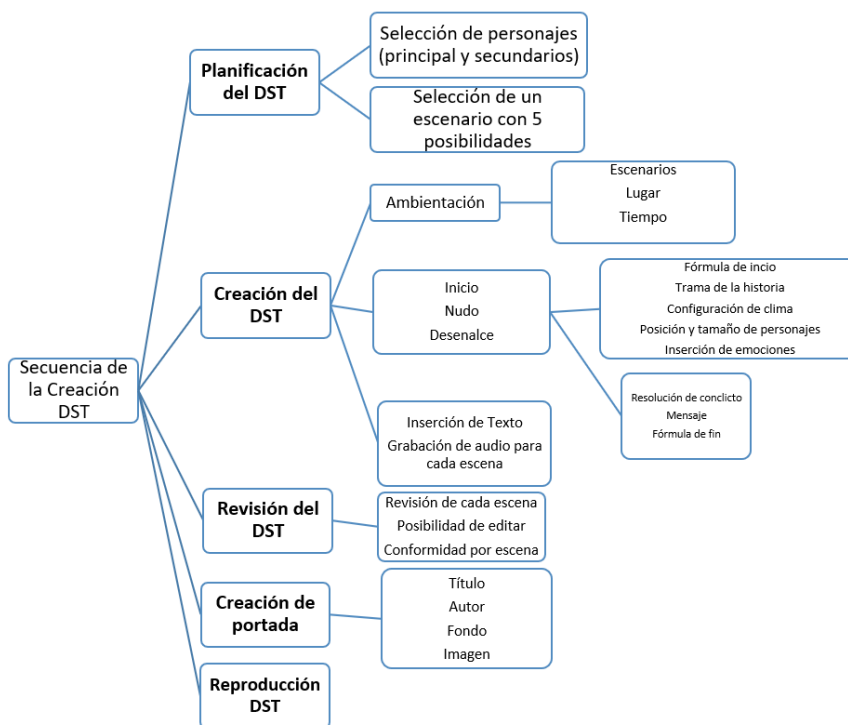 Secuencia de
la Creación
DST
Planificación
del DST
Selección de personajes
(principal y secundarios)
Selección de un
escenario con 5
posibilidades
Creación del
DST
Ambientación
Escenarios
Lugar
Tiempo
Inicio
Nudo
Desenalce
Fórmula de incio
Trama de la historia
Configuración de clima
Posición y tamaño de personajes
Inserción de emociones
Resolución de conclicto
Mensaje
Fórmula de fin
Inserción de Texto
Grabación de audio para
cada escena
Revisión del
DST
Revisión de cada escena
Posibilidad de editar
Conformidad por escena
Creación de
portada
Título
Autor
Fondo
Imagen
Reproducción
DST